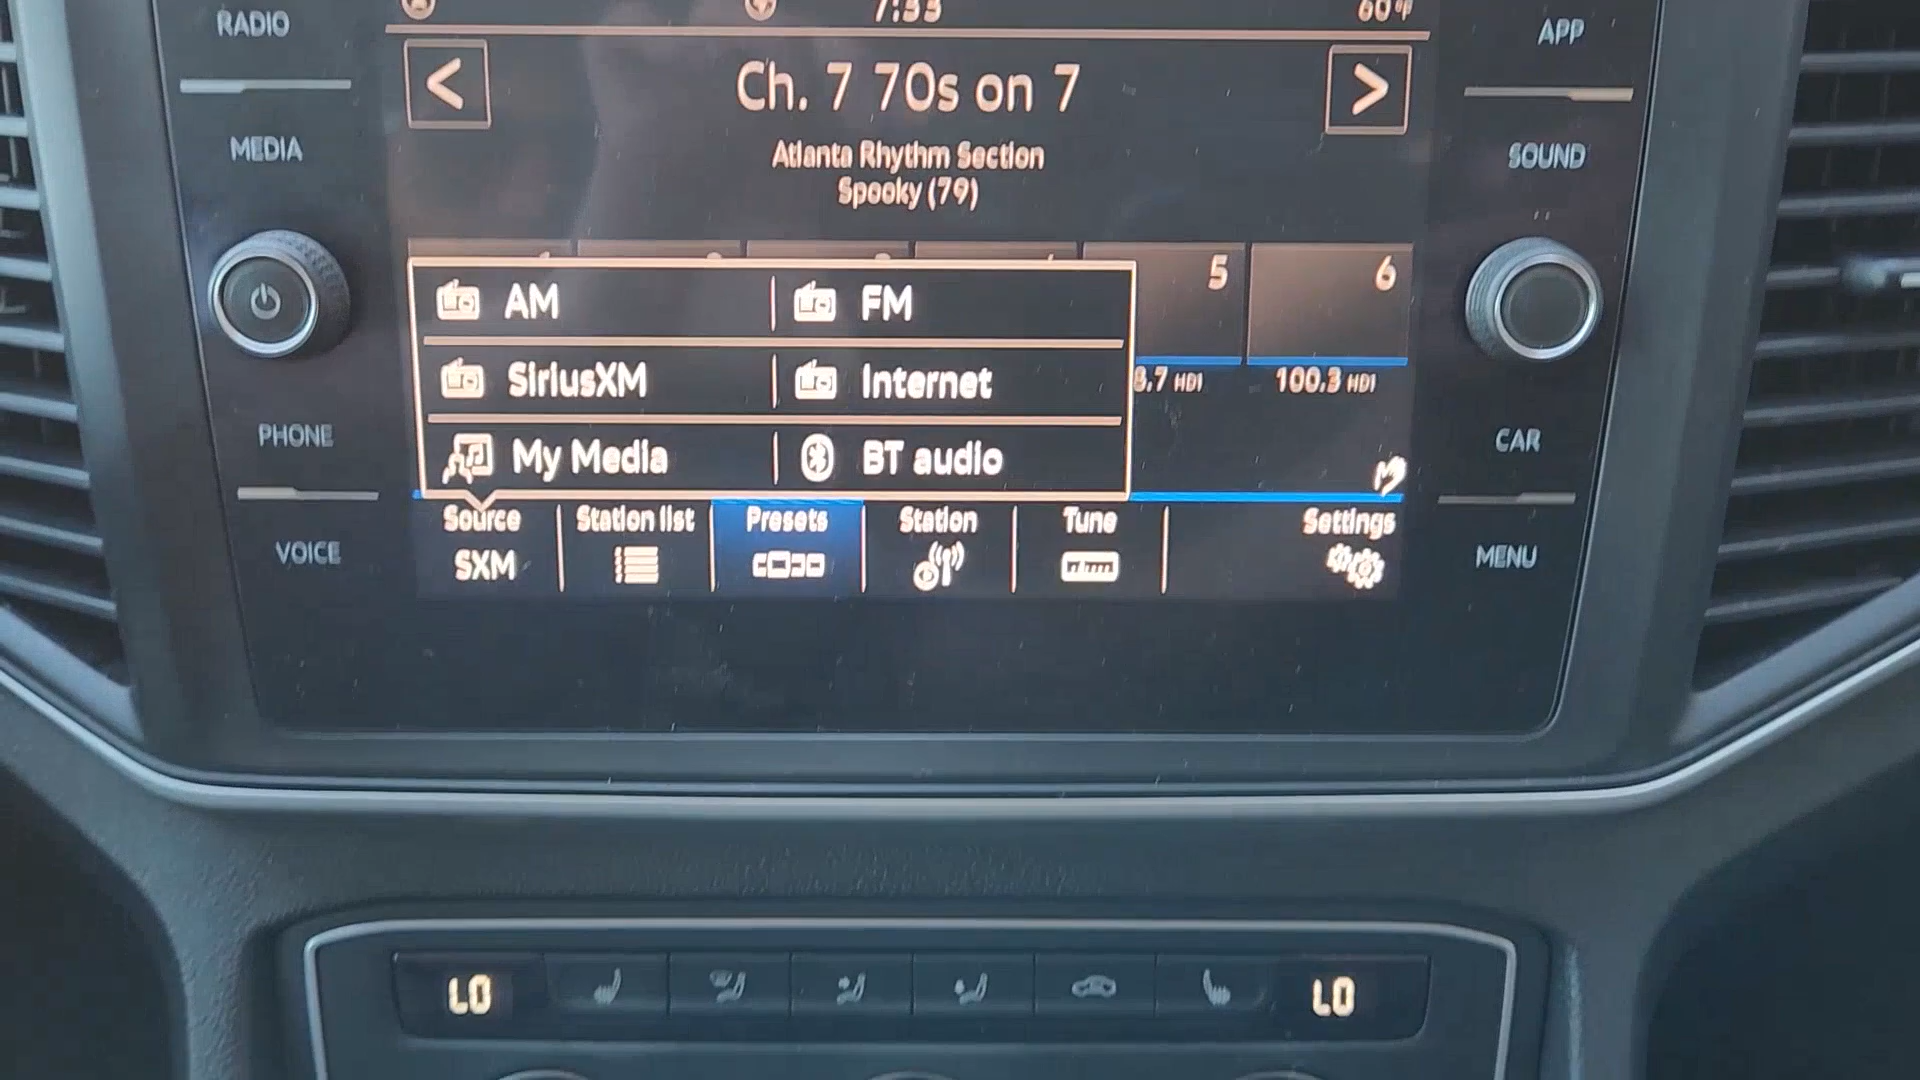 RADIO
7:33
60°F
APP
< Ch. 7 70s on 7 >
MEDIA
Atlanta Rhythm Section
SOUND
Spooky (79)
5
6
AM
FM
SiriusXM
Internet
8.7 HD1
100.3 HD1
My Media
BT audio
PHONE
CAR
Source
Station list
Presets
Station
Tune
Settings
SXM
VOICE
MENU
LO
LO